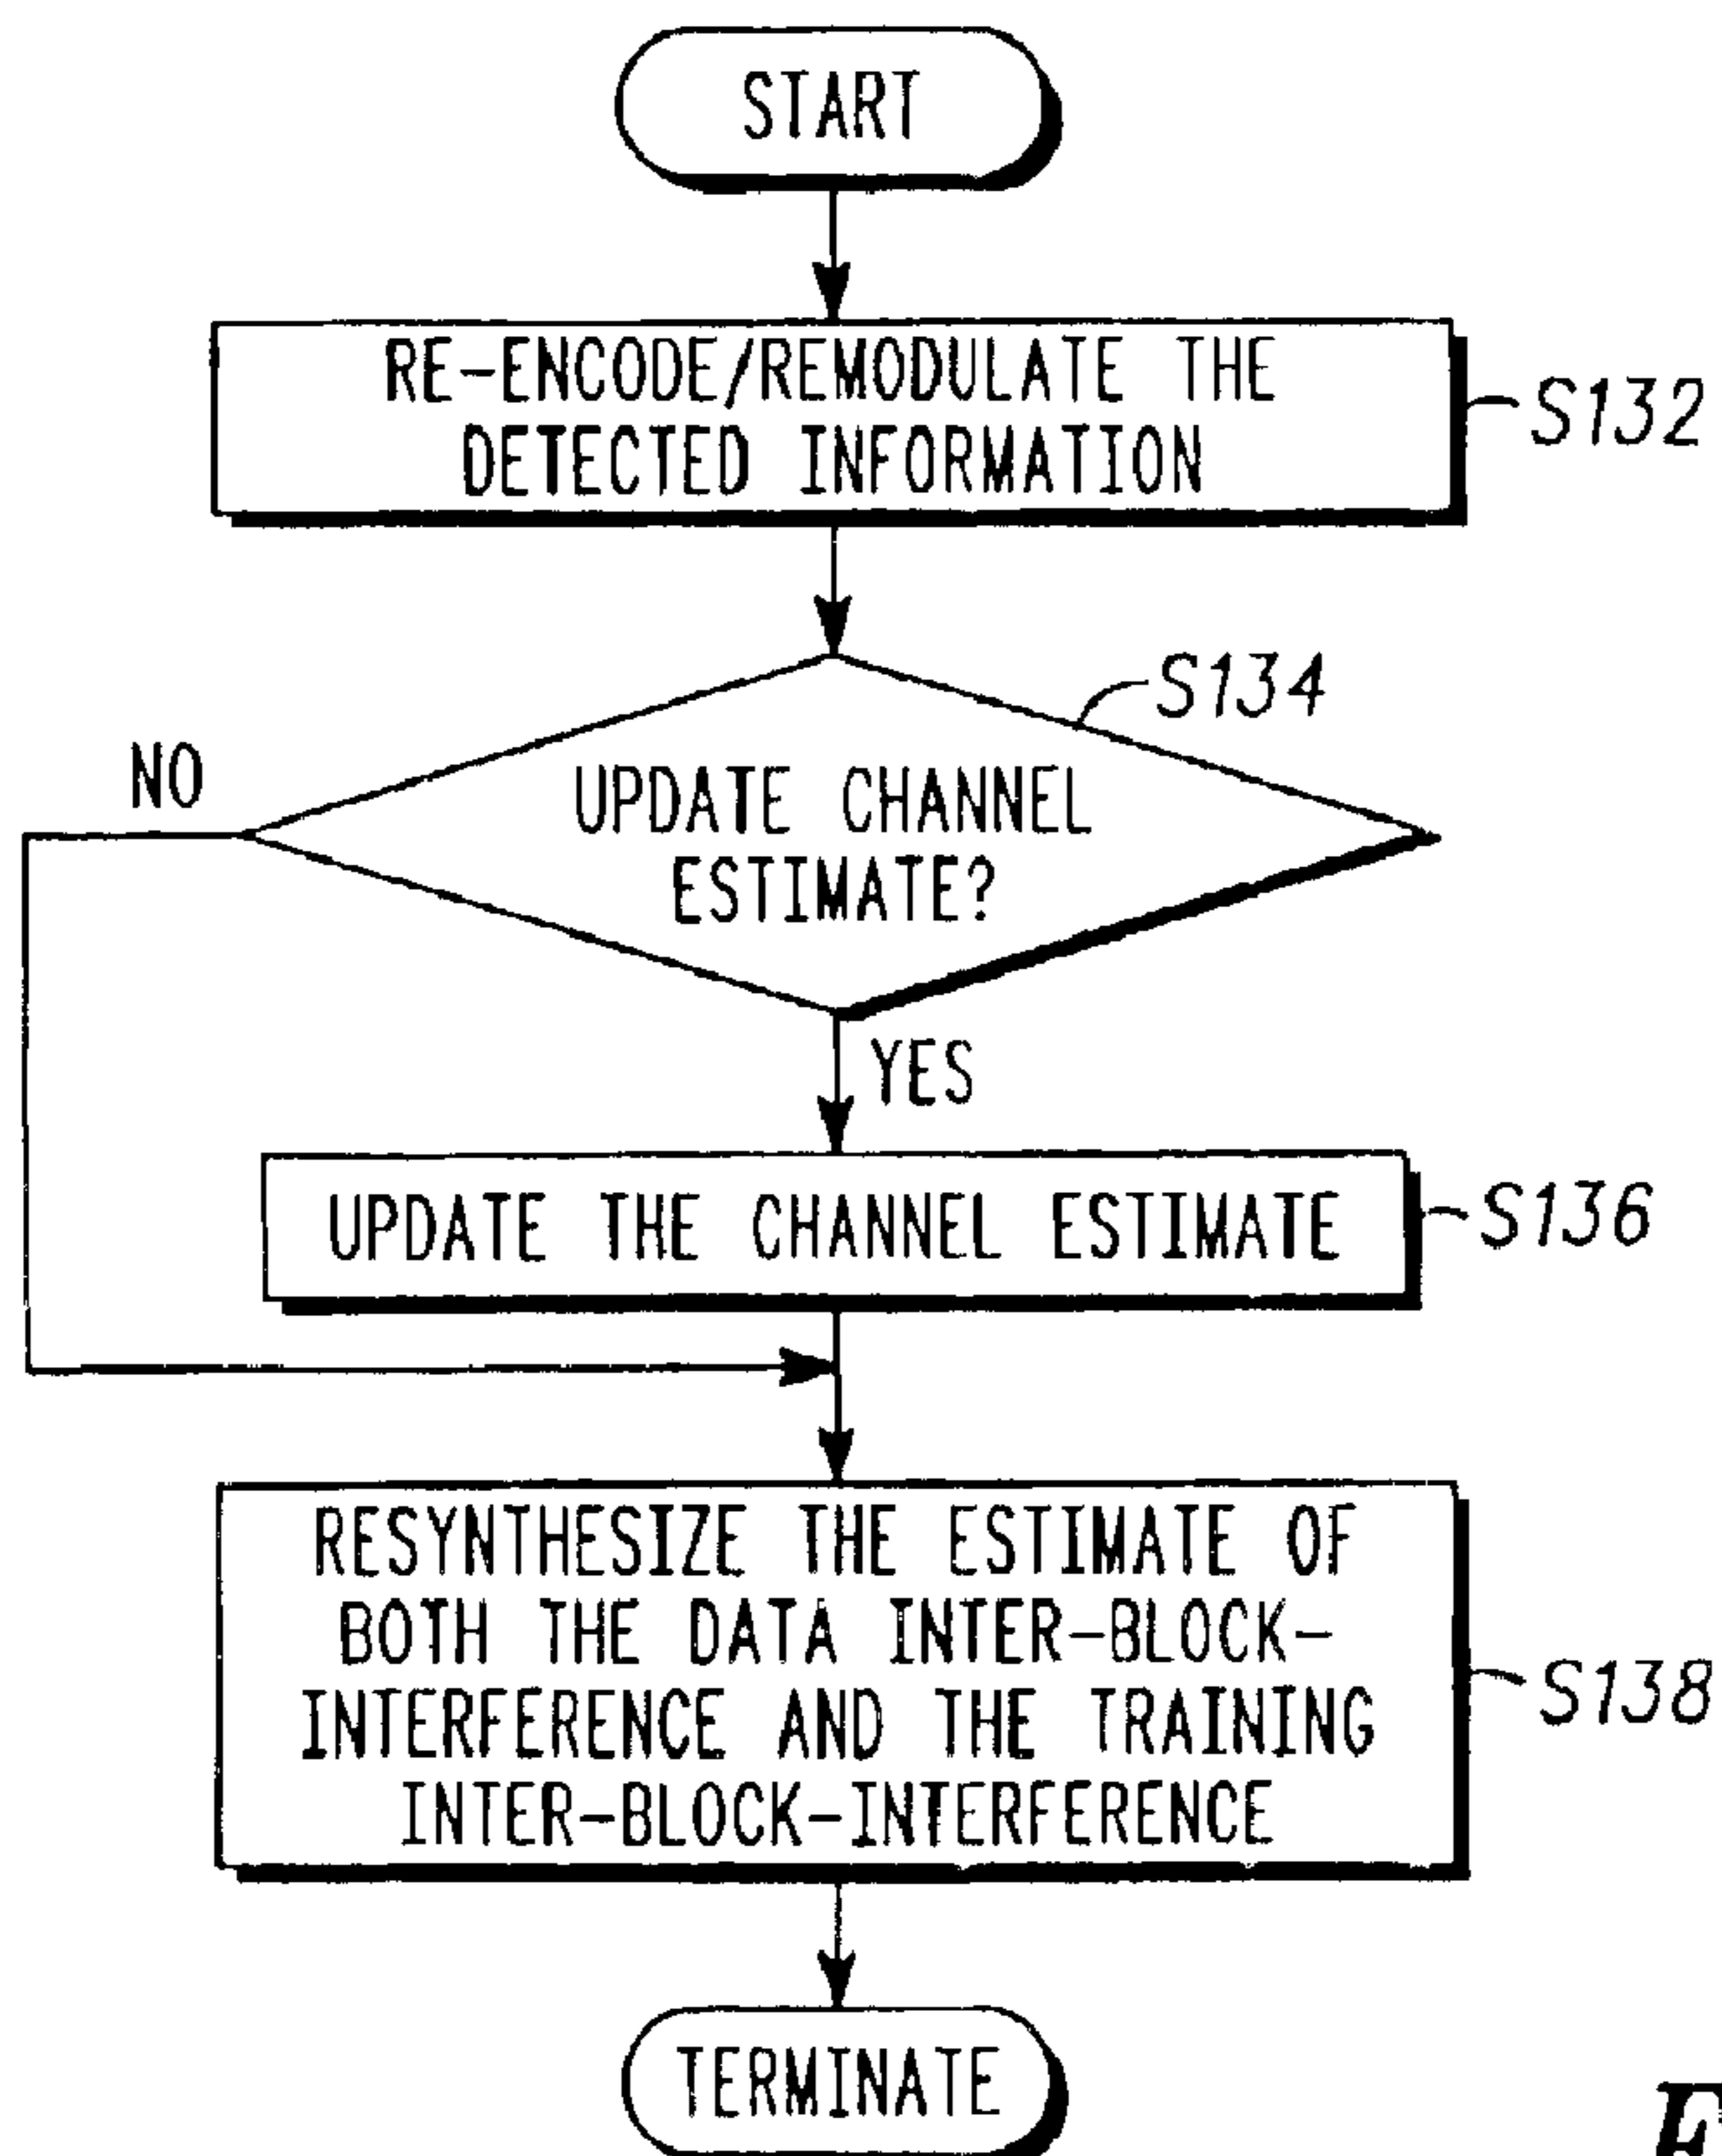 START
RE-ENCODE/REMODULATE THE
DETECTED INFORMATION
S132
S134
NO
UPDATE CHANNEL
ESTIMATE?
YES
UPDATE THE CHANNEL ESTIMATE
S136
RESYNTHESIZE THE ESTIMATE OF
BOTH THE DATA INTER-BLOCK-
INTERFERENCE AND THE TRAINING
INTER-BLOCK-INTERFERENCE
S138
TERMINATE